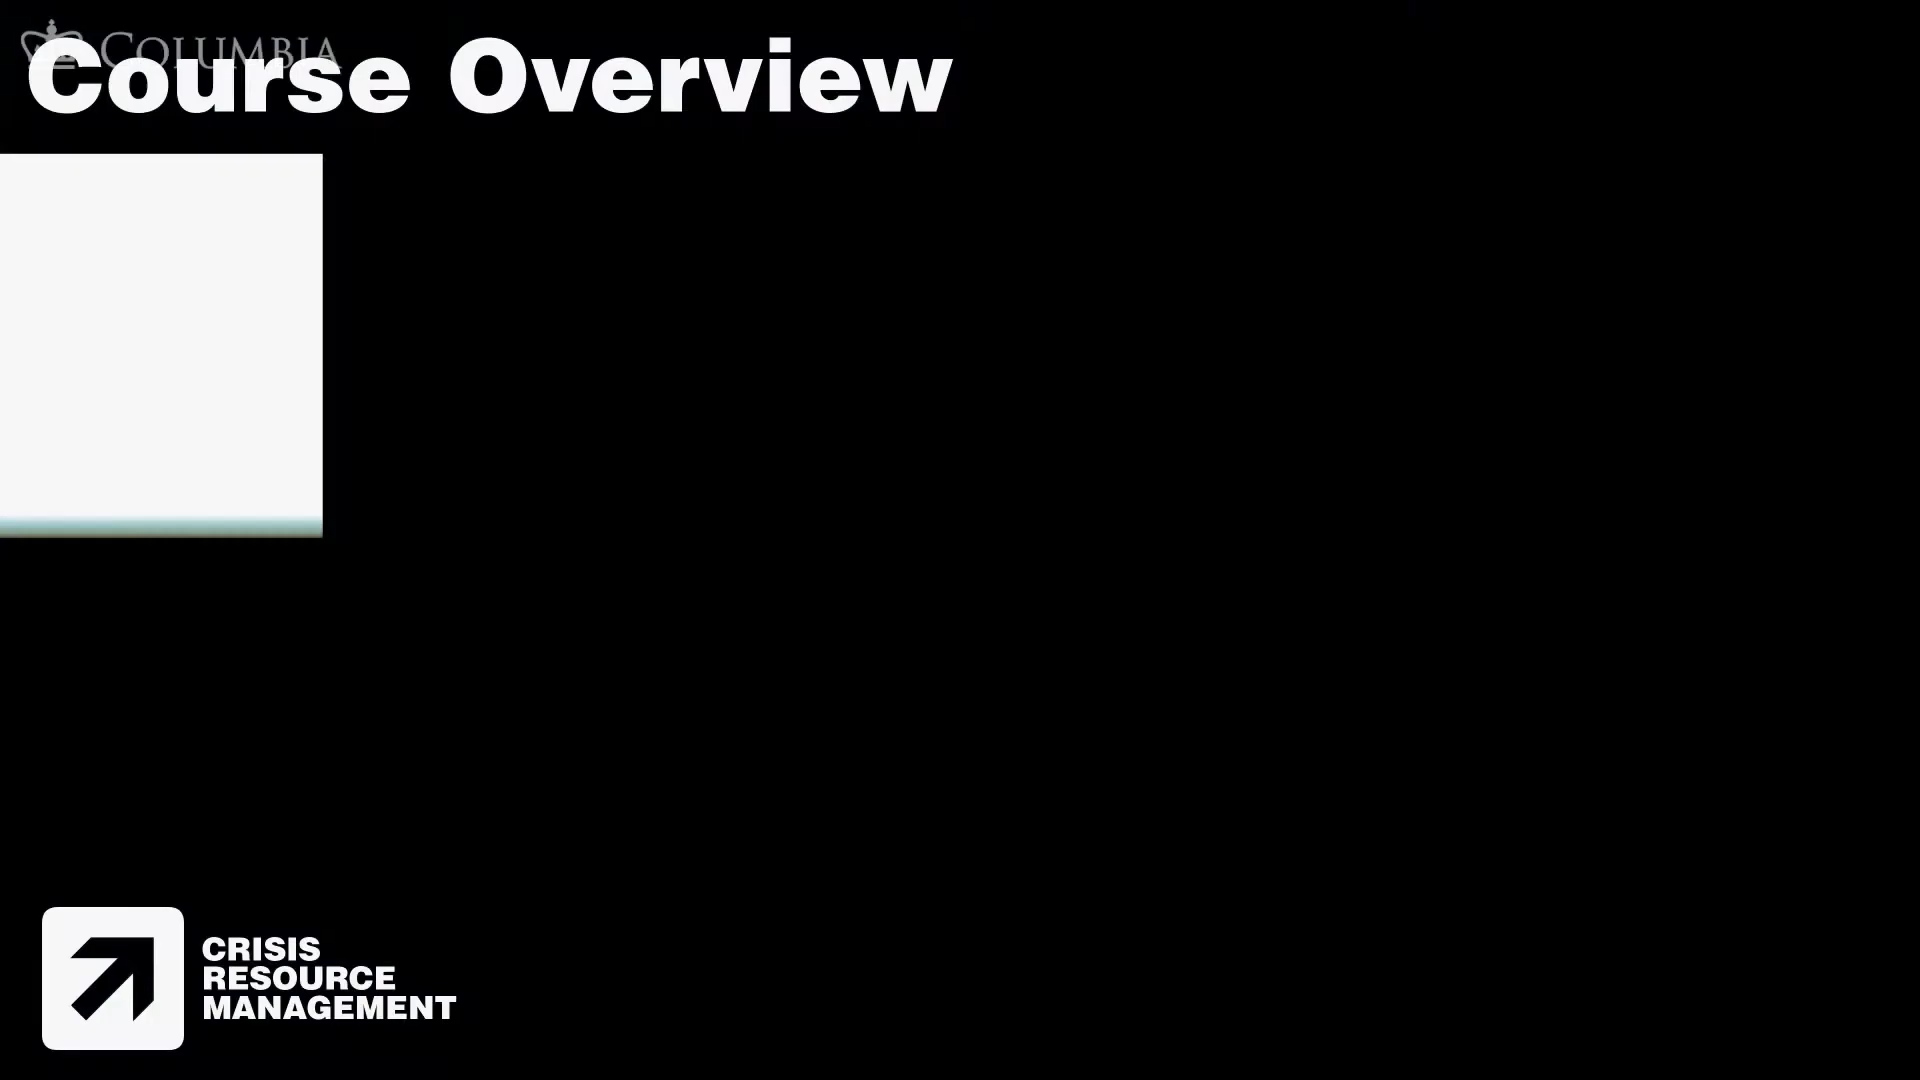 COLUMBIA
Course Overview
CRISIS
RESOURCE
MANAGEMENT